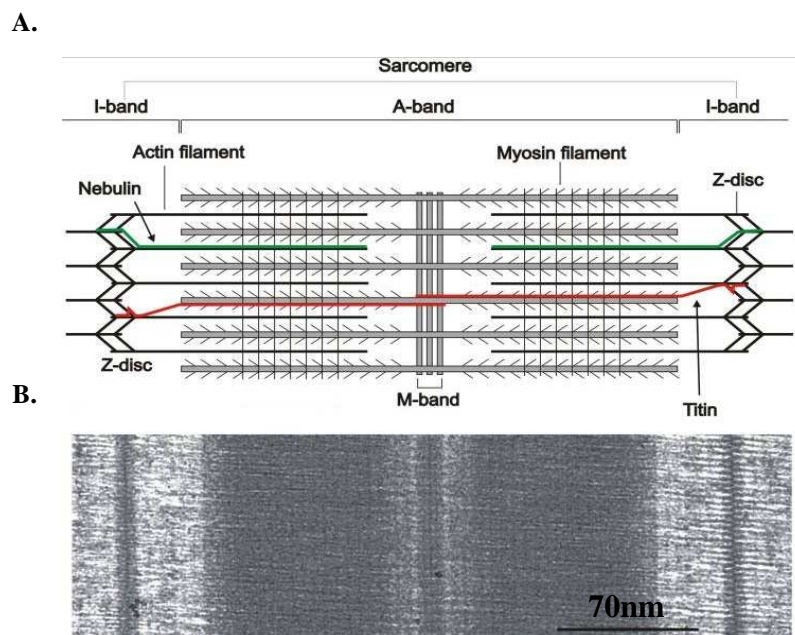 A.
Sarcomere
I-band A-band I-band
Actin filament Myosin filament
Nebulin Z-disc
Z-disc
M-band
Titin
B.
70nm